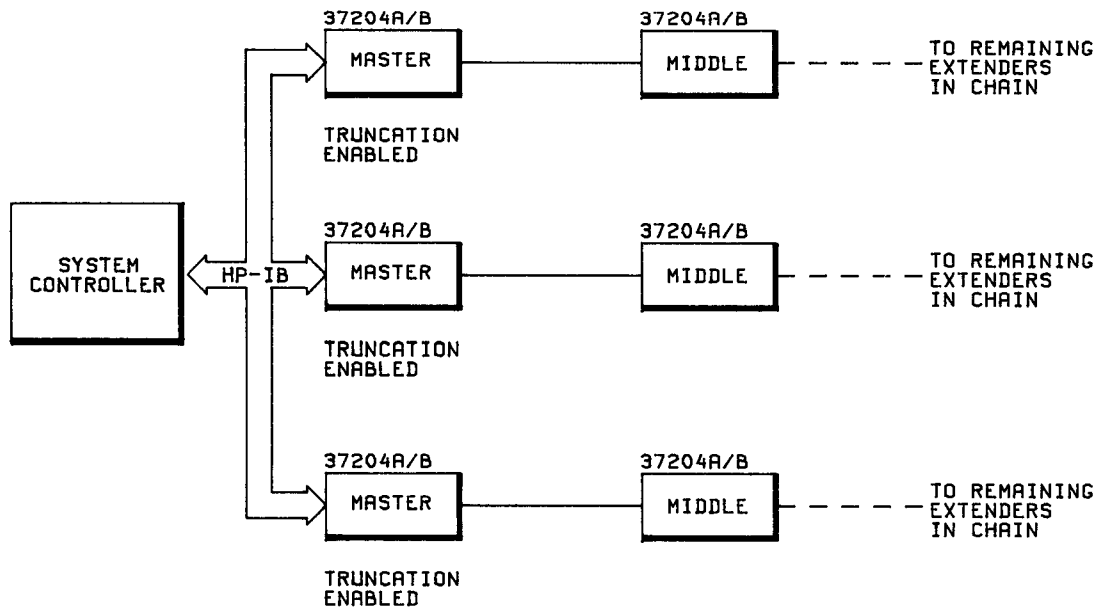 37204A/B
MASTER
TRUNCATION
ENABLED
37204A/B
MIDDLE
TO REMAINING
EXTENDERS
IN CHAIN
SYSTEM
CONTROLLER
HP-IB
37204A/B
MASTER
TRUNCATION
ENABLED
37204A/B
MIDDLE
TO REMAINING
EXTENDERS
IN CHAIN
37204A/B
MASTER
TRUNCATION
ENABLED
37204A/B
MIDDLE
TO REMAINING
EXTENDERS
IN CHAIN